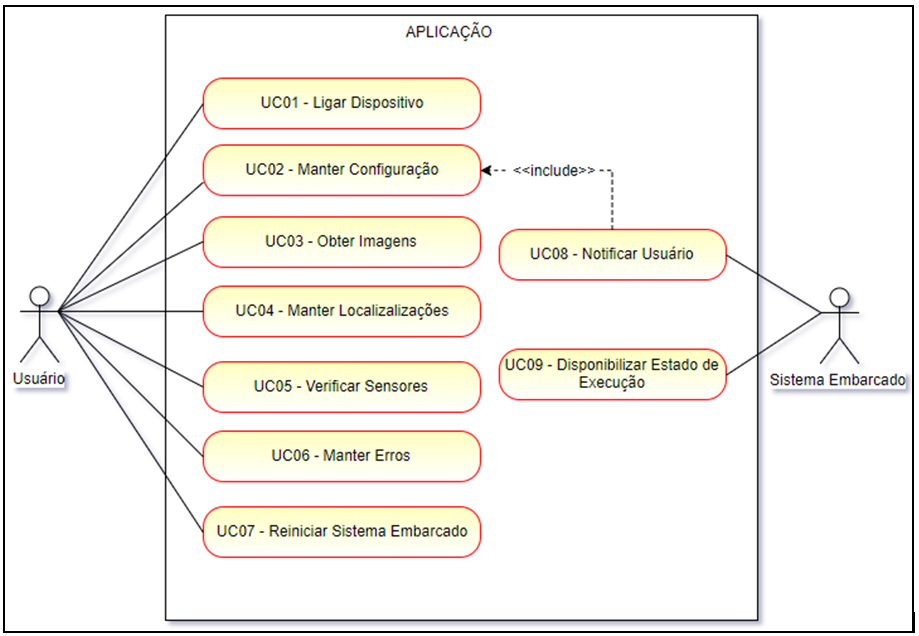 APLICAÇÃO
UC01 - Ligar Dispositivo
UC02 - Manter Configuração
<<include>>
UC03 - Obter Imagens
UC08 - Notificar Usuário
UC04 - Manter Localizalizações
Usuário
UC05 - Verificar Sensores
UC09 - Disponibilizar Estado de
Execução
Sistema Embarcado
UC06 - Manter Erros
UC07 - Reiniciar Sistema Embarcado